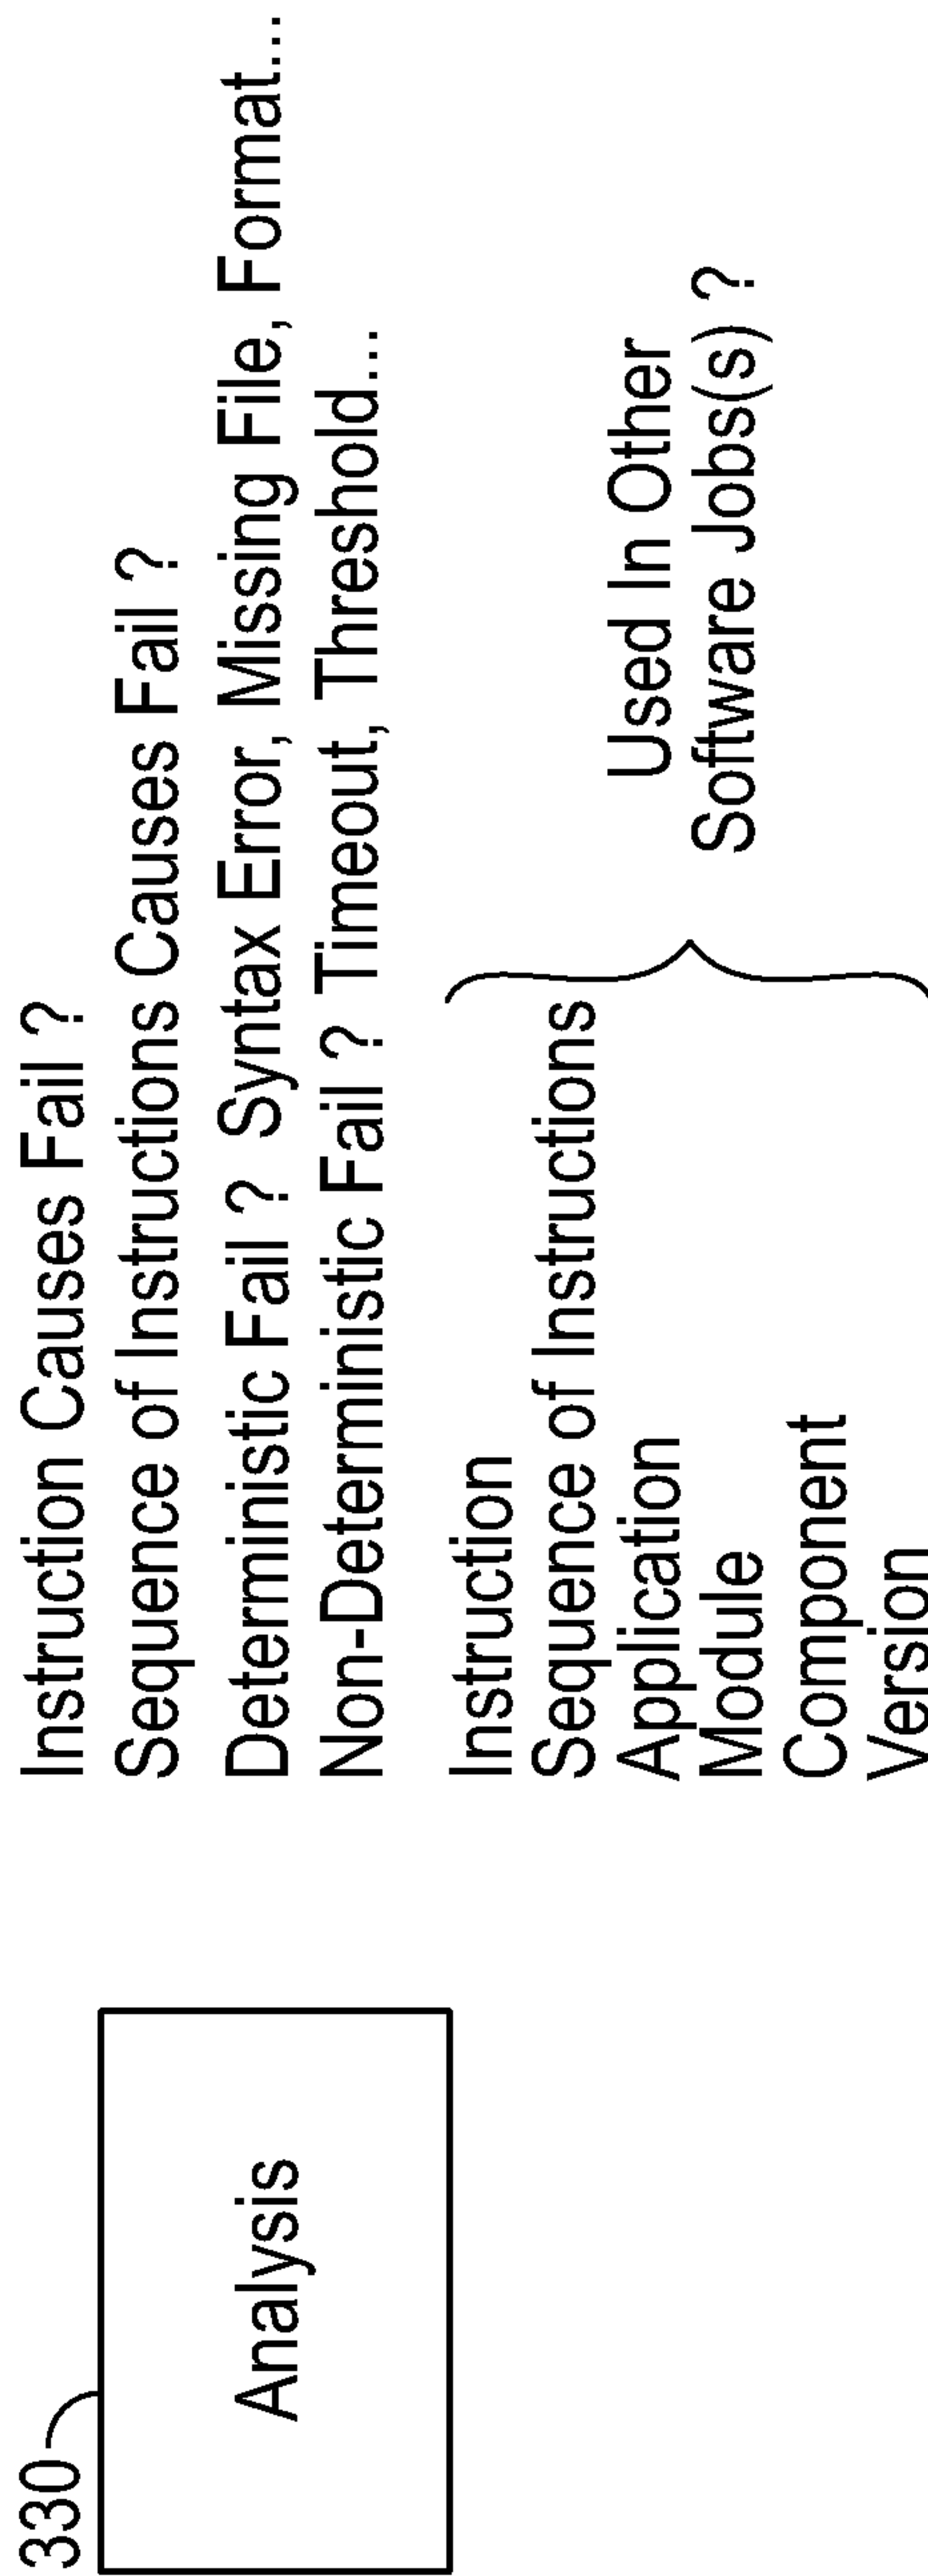 330
Analysis
Instruction Causes Fail ?
Sequence of Instructions Causes Fail ?
Deterministic Fail ? Syntax Error, Missing File, Format...
Non-Deterministic Fail ? Timeout, Threshold...
Instruction
Sequence of Instructions
Application
Module
Component
Version
Used In Other
Software Jobs(s) ?